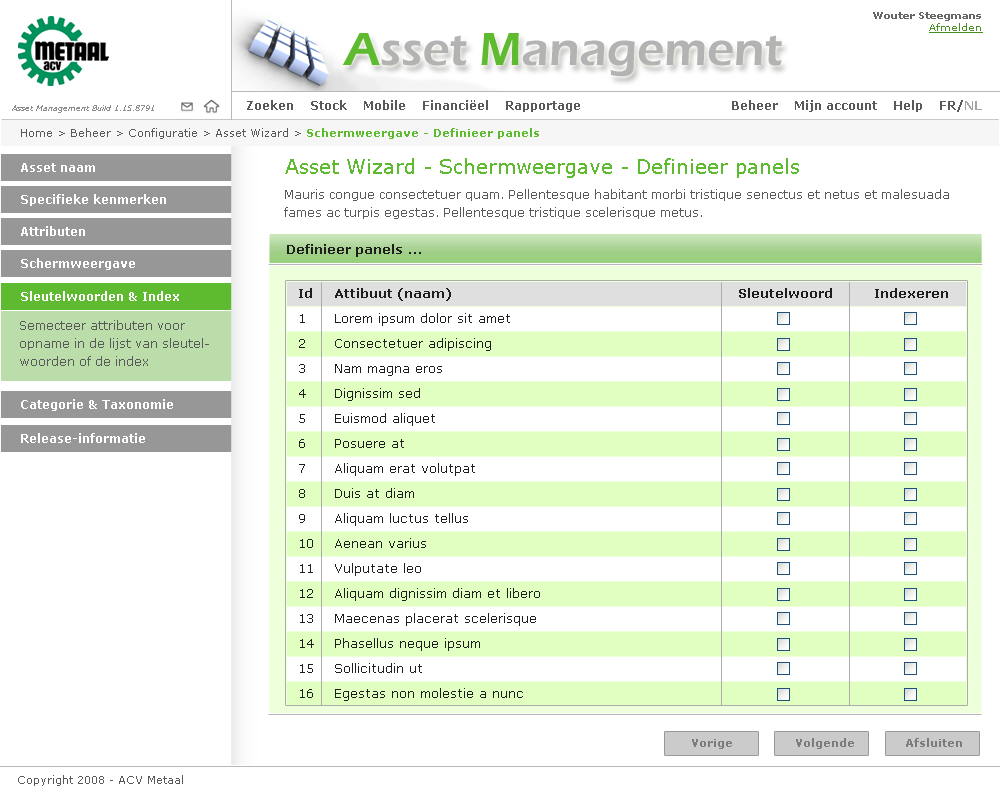 METAAL
acv
Asset Management Build 1.15.8791
Asset Management
Wouter Steegmans
Afmelden
Zoeken Stock Mobile Financiëel Rapportage Beheer Mijn account Help FR/NL
Home > Beheer > Configuratie > Asset Wizard > Schermweergave - Definieer panels
Asset naam
Specifieke kenmerken
Attributen
Schermweergave
Sleutelwoorden & Index
Semecteer attributen voor
opname in de lijst van sleutel-
woorden of de index
Categorie & Taxonomie
Release-informatie
Asset Wizard - Schermweergave - Definieer panels
Mauris congue consectetuer quam. Pellentesque habitant morbi tristique senectus et netus et malesuada
fames ac turpis egestas. Pellentesque tristique scelerisque metus.
Definieer panels ...
Id Attibuut (naam) Sleutelwoord Indexeren
1 Lorem ipsum dolor sit amet
2 Consectetuer adipiscing
3 Nam magna eros
4 Dignissim sed
5 Euismod aliquet
6 Posuere at
7 Aliquam erat volutpat
8 Duis at diam
9 Aliquam luctus tellus
10 Aenean varius
11 Vulputate leo
12 Aliquam dignissim diam et libero
13 Maecenas placerat scelerisque
14 Phasellus neque ipsum
15 Sollicitudin ut
16 Egestas non molestie a nunc
Vorige Volgende Afsluiten
Copyright 2008 - ACV Metaal